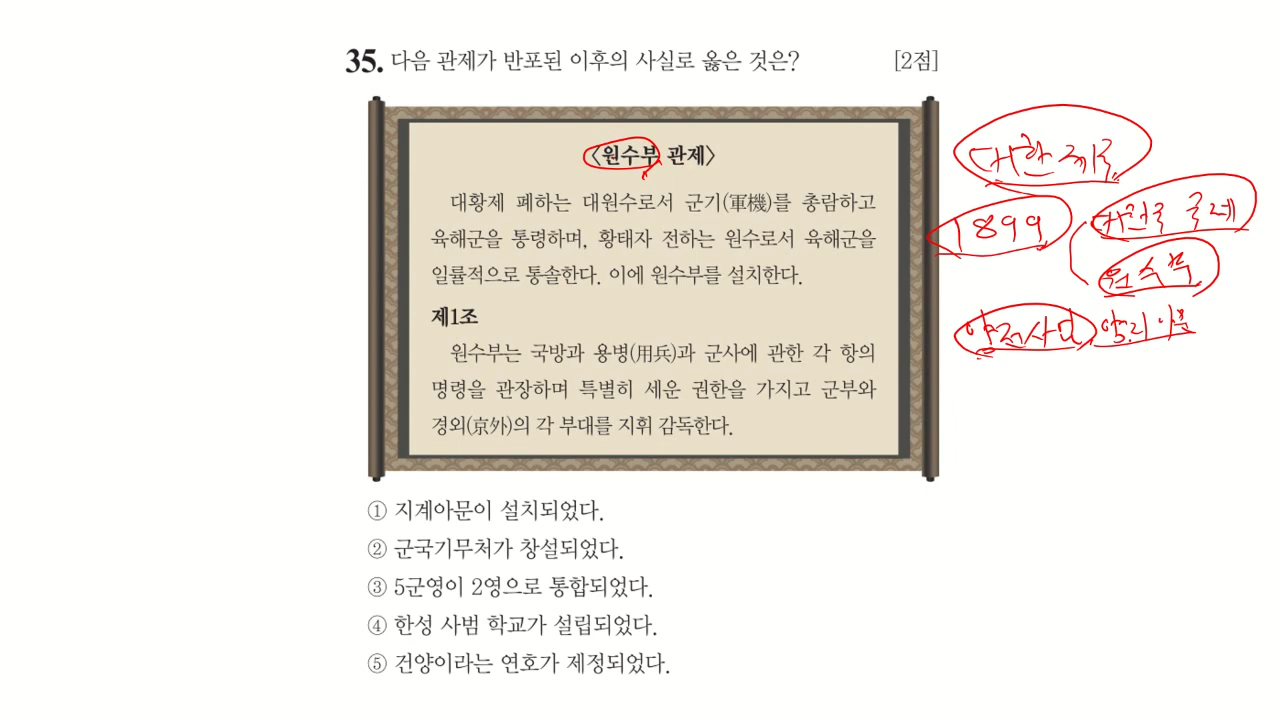 35. 다음 관제가 반포된 이후의 사실로 옳은 것은? [2점]
<원수부 관제>
대황제 폐하는 대원수로서 군기(軍機)를 총람하고
육해군을 통령하며, 황태자 전하는 원수로서 육해군을
일률적으로 통솔한다. 이에 원수부를 설치한다.
제1조
원수부는 국방과 용병(用兵)과 군사에 관한 각 항의
명령을 관장하며 특별히 세운 권한을 가지고 군부와
경외(京外)의 각 부대를 지휘 감독한다.
① 지계아문이 설치되었다.
② 군국기무처가 창설되었다.
③ 5군영이 2영으로 통합되었다.
④ 한성 사범 학교가 설립되었다.
⑤ 건양이라는 연호가 제정되었다.
대한제국
1899
대한국 국제
원수부
양전사업